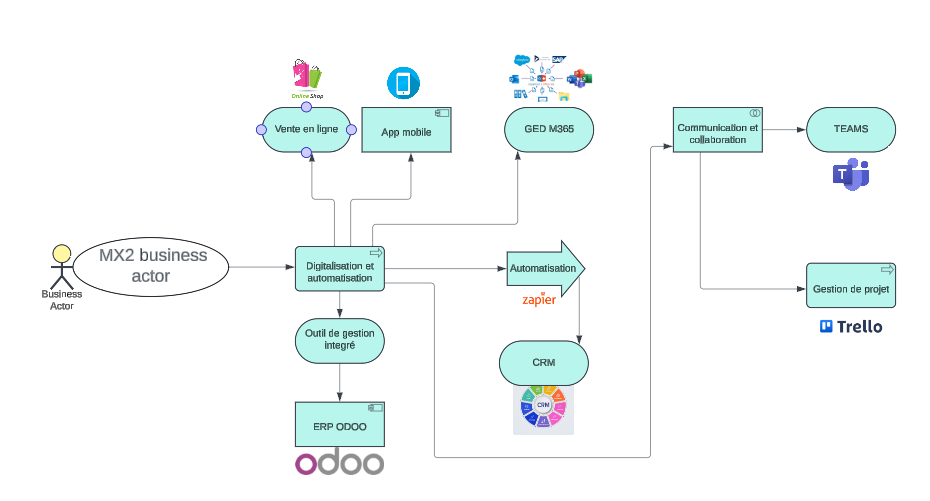 Online Shop
Vente en ligne
App mobile
GED M365
Communication et
collaboration
TEAMS
T
MX2 business
actor
Business
Actor
Digitalisation et
automatisation
Automatisation
zapier
Gestion de projet
Trello
Outil de gestion
integré
CRM
CRM
ERP ODOO
odoo